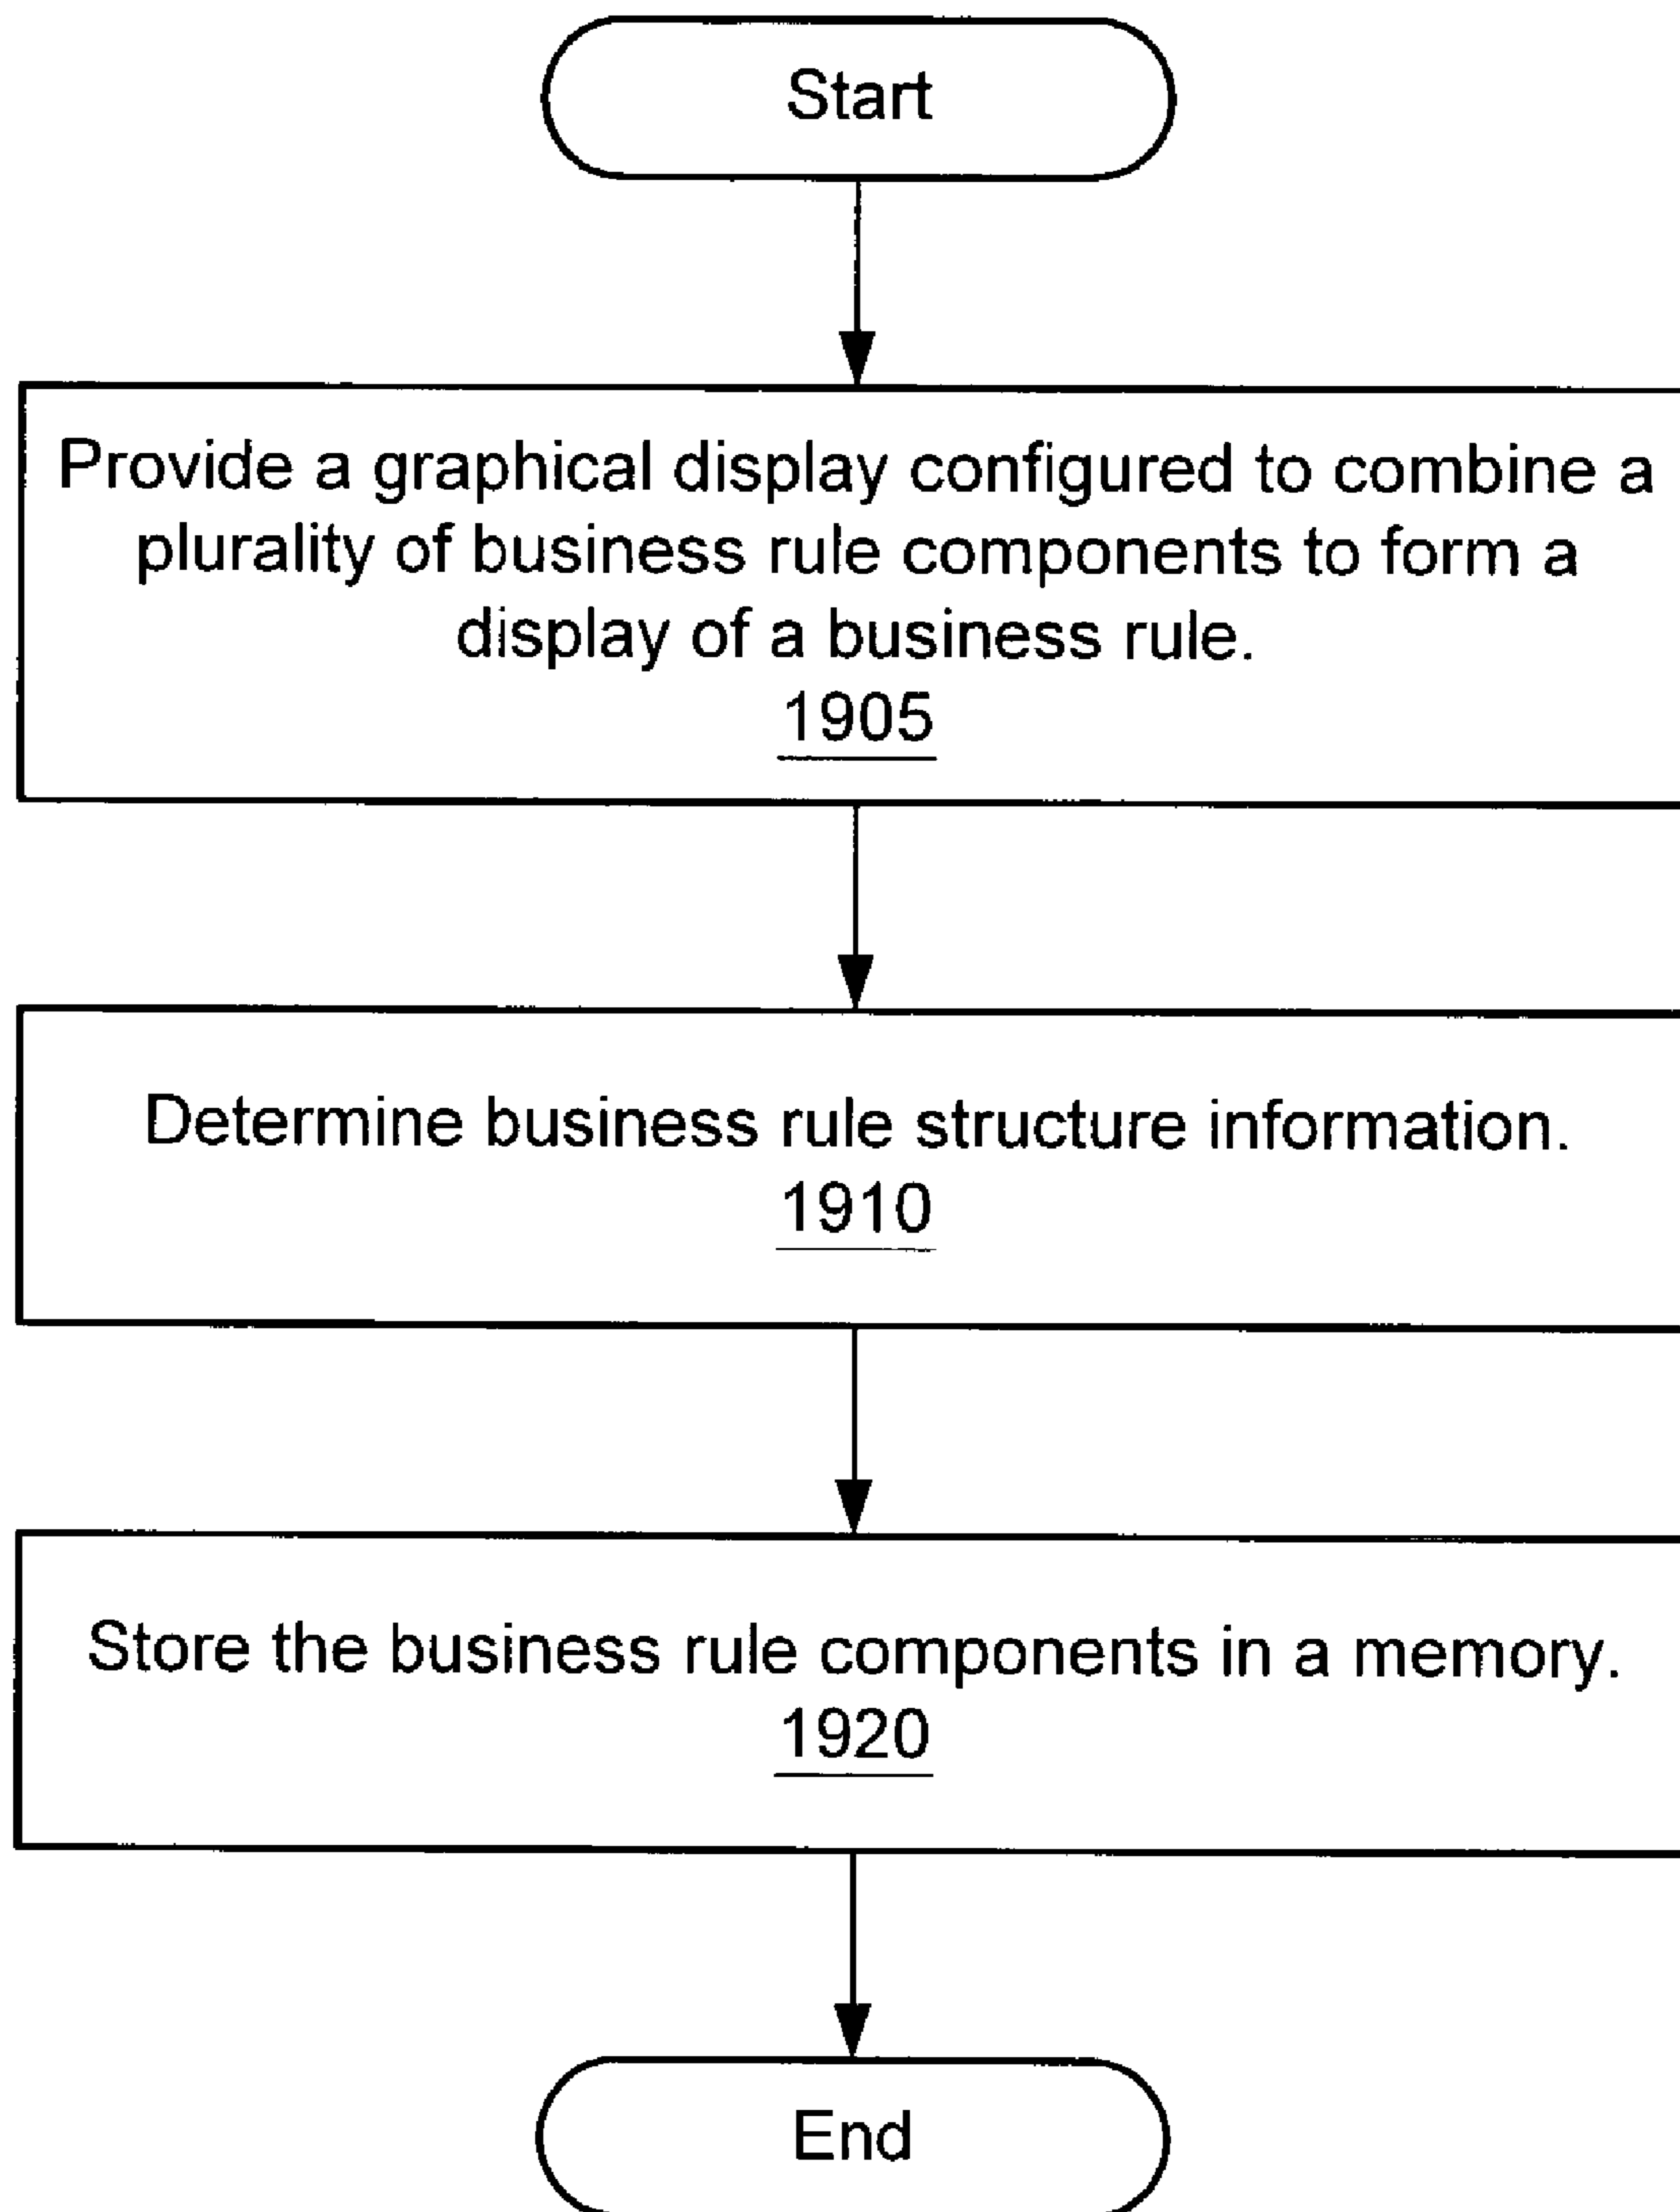 Start
Provide a graphical display configured to combine a
plurality of business rule components to form a
display of a business rule.
1905
Determine business rule structure information.
1910
Store the business rule components in a memory.
1920
End